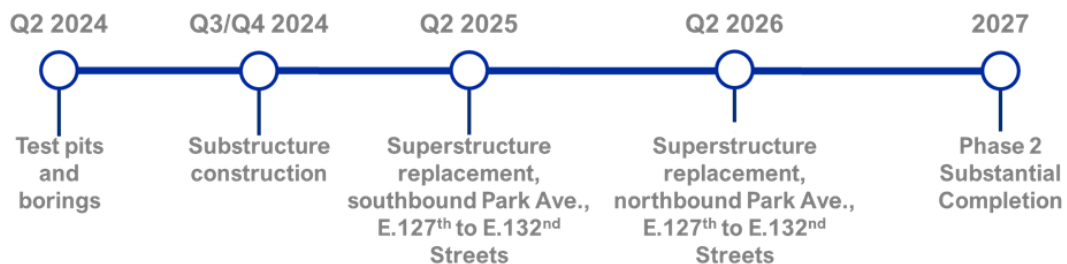 Q2 2024
Q3/Q4 2024
Q2 2025
Q2 2026
2027
Test pits
and
borings
Substructure
construction
Superstructure
replacement,
southbound Park Ave.,
E.127th to E.132nd
Streets
Superstructure
replacement,
northbound Park Ave.,
E.127th to E.132nd
Streets
Phase 2
Substantial
Completion